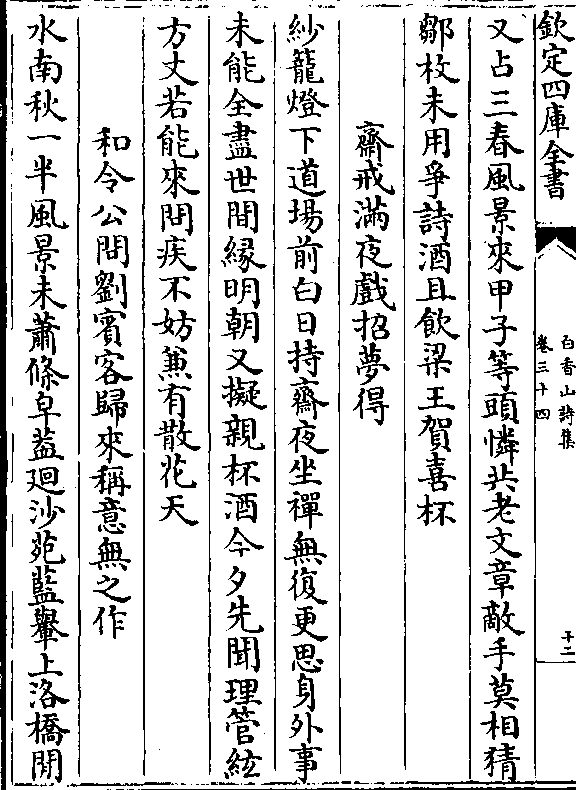 欽定四庫全書
白香山詩集
卷三十四
十二
又占三春風景來甲子等頭憐共老文章敵手莫相猜
鄒枚未用爭詩酒且飲梁王賀喜杯
齋戒滿夜戲招夢得
紗籠燈下道場前白日持齋夜坐禪無復更思身外事
未能全盡世間緣明朝又擬親杯酒今夕先聞理管絃
方丈若能來問疾不妨兼有散花天
和令公問劉賓客歸來稱意無之作
水南秋一半風景未蕭條皁葢廻沙苑藍轝上洛橋閒